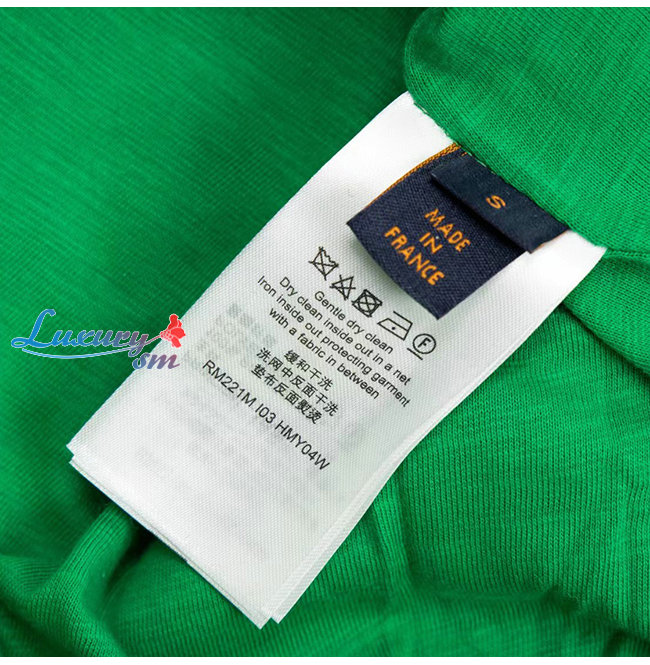 S
MADE
IN
FRANCE
Gentle dry clean
Dry clean inside out in a net
Iron inside out protecting garment
with a fabric in between
缓和干洗
洗网中反面干洗
垫布反面熨烫
RM221M I03 HMY04W
Luxury
sm